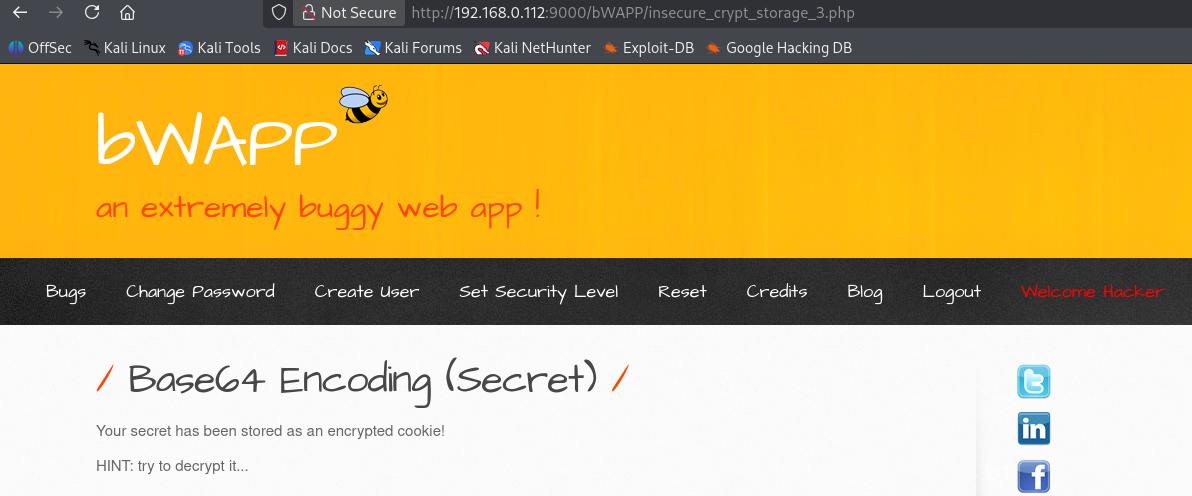 Not Secure http://192.168.0.112:9000/bWAPP/insecure_crypt_storage_3.php
OffSec Kali Linux Kali Tools Kali Docs Kali Forums Kali NetHunter Exploit-DB Google Hacking DB
bWAPP
an extremely buggy web app !
Bugs Change Password Create User Set Security Level Reset Credits Blog Logout Welcome Hacker
/ Base64 Encoding (Secret) /
Your secret has been stored as an encrypted cookie!
HINT: try to decrypt it...